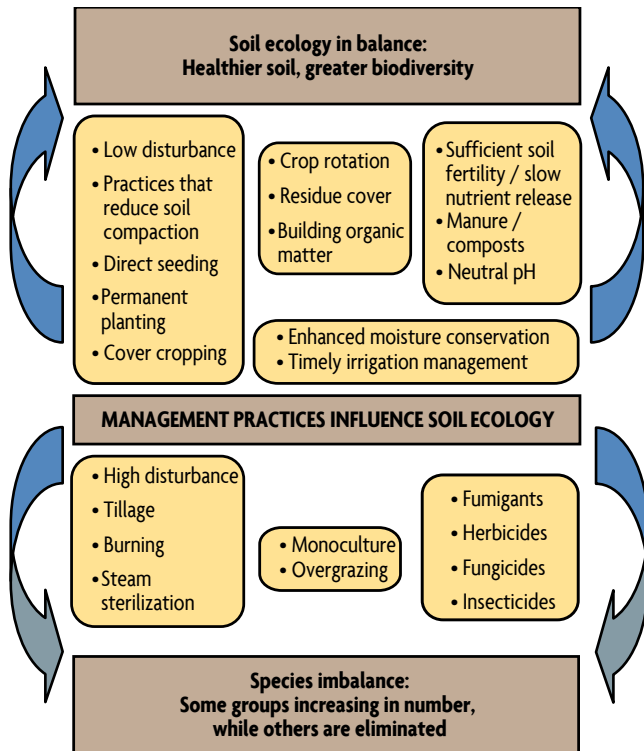 Soil ecology in balance:
Healthier soil, greater biodiversity
• Low disturbance
• Practices that
reduce soil
compaction
• Direct seeding
• Permanent
planting
• Cover cropping
• Crop rotation
• Residue cover
• Building organic
matter
• Sufficient soil
fertility / slow
nutrient release
• Manure /
composts
• Neutral pH
• Enhanced moisture conservation
• Timely irrigation management
MANAGEMENT PRACTICES INFLUENCE SOIL ECOLOGY
• High disturbance
• Tillage
• Burning
• Steam
sterilization
• Monoculture
• Overgrazing
• Fumigants
• Herbicides
• Fungicides
• Insecticides
Species imbalance:
Some groups increasing in number,
while others are eliminated